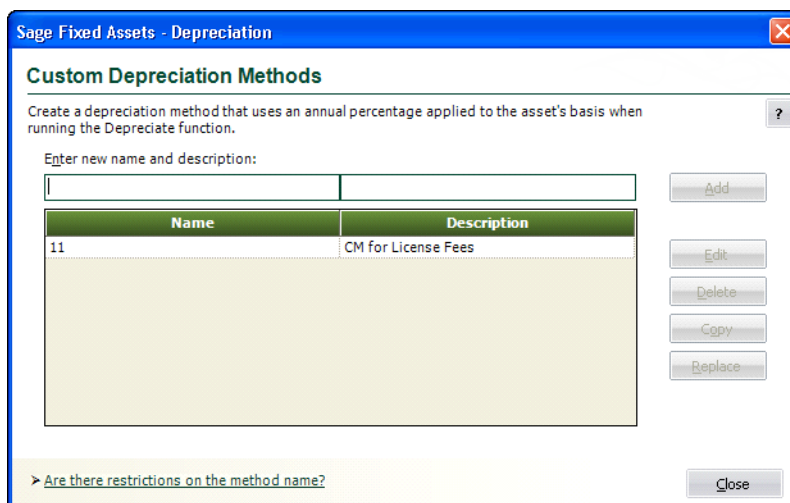 Sage Fixed Assets - Depreciation
Custom Depreciation Methods
Create a depreciation method that uses an annual percentage applied to the asset's basis when
running the Depreciate function.
?
Enter new name and description:
Add
Name Description
11 CM for License Fees
Edit
Delete
Copy
Replace
Are there restrictions on the method name?
Close